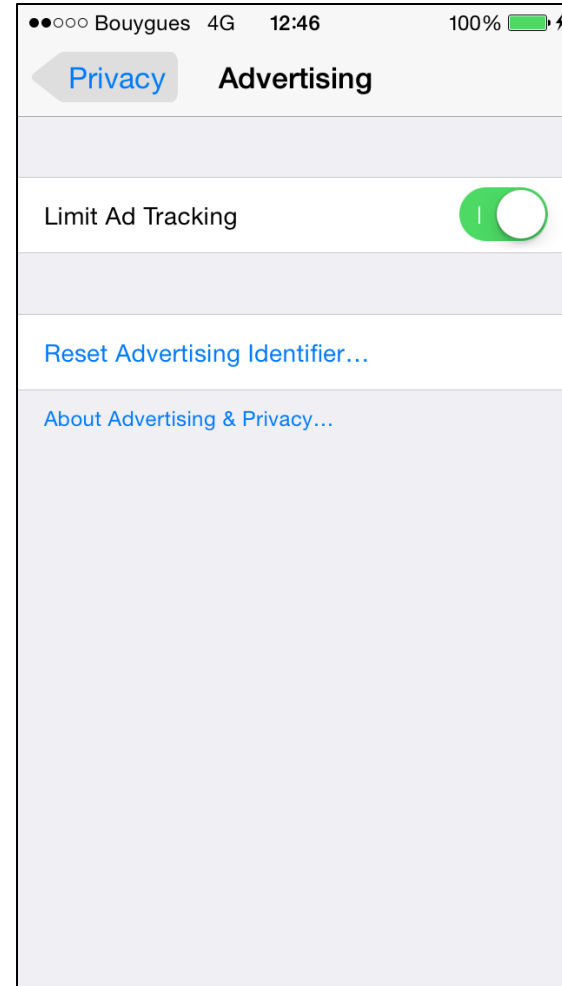 Bouygues 4G 12:46 100%
Privacy Advertising
Limit Ad Tracking
Reset Advertising Identifier...
About Advertising & Privacy...